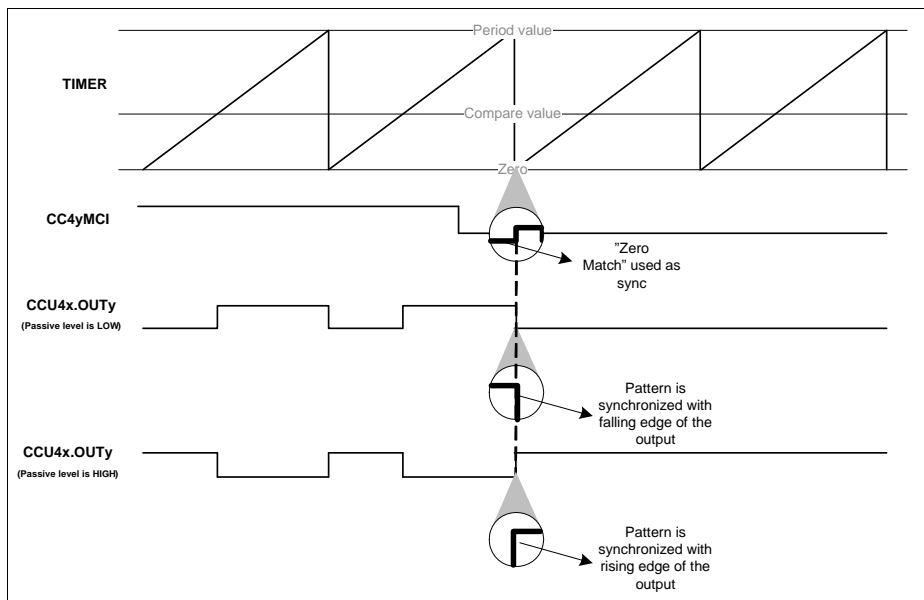 Period value
TIMER
Compare value
Zero
CC4yMCI
”Zero
Match” used as
sync
CCU4x.OUTy
(Passive level is LOW)
Pattern is
synchronized with
falling edge of the
output
CCU4x.OUTy
(Passive level is HIGH)
Pattern is
synchronized with
rising edge of the
output